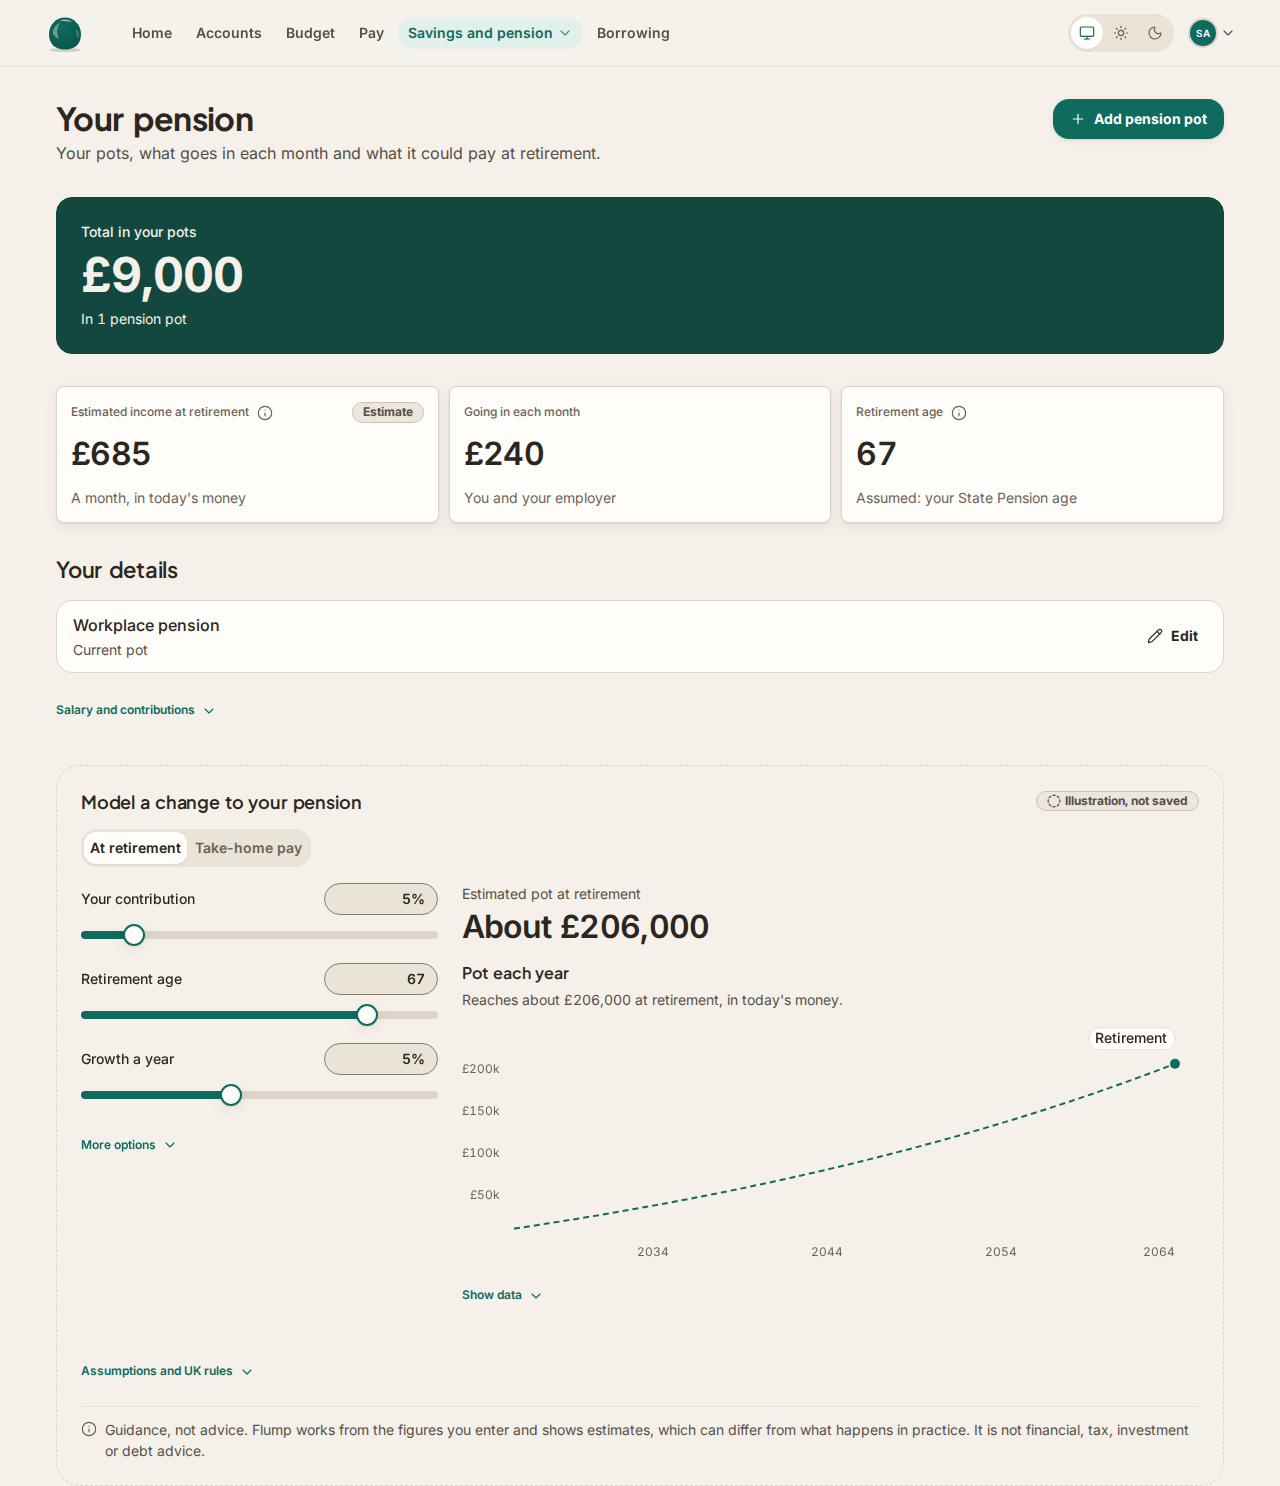 Home
Accounts
Budget
Pay
Savings and pension
Borrowing
SA
Your pension
Add pension pot
Your pots, what goes in each month and what it could pay at retirement.
Total in your pots
£9,000
In 1 pension pot
Estimated income at retirement
Estimate
£685
A month, in today's money
Going in each month
£240
You and your employer
Retirement age
67
Assumed: your State Pension age
Your details
Workplace pension
Current pot
Edit
Salary and contributions
Model a change to your pension
Illustration, not saved
At retirement
Take-home pay
Your contribution
5%
Retirement age
67
Growth a year
5%
More options
Estimated pot at retirement
About £206,000
Pot each year
Reaches about £206,000 at retirement, in today's money.
Retirement
£200k
£150k
£100k
£50k
2034
2044
2054
2064
Show data
Assumptions and UK rules
Guidance, not advice. Flump works from the figures you enter and shows estimates, which can differ from what happens in practice. It is not financial, tax, investment
or debt advice.